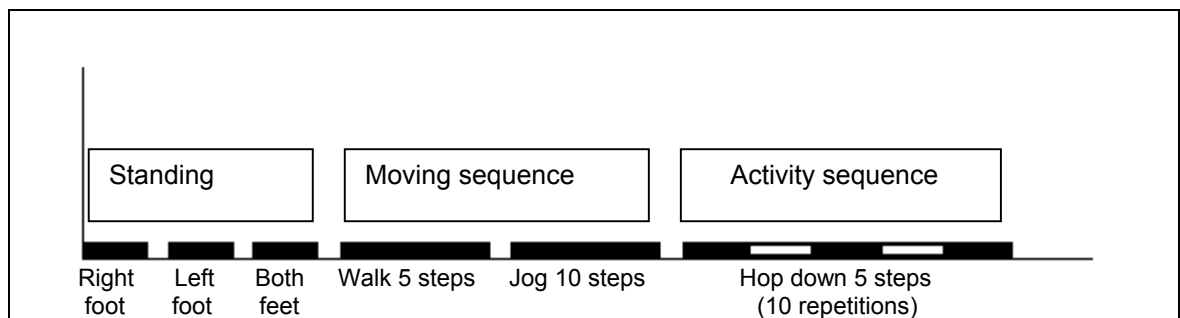 Standing
Moving sequence
Activity sequence
Right foot
Left foot
Both feet
Walk 5 steps
Jog 10 steps
Hop down 5 steps
(10 repetitions)